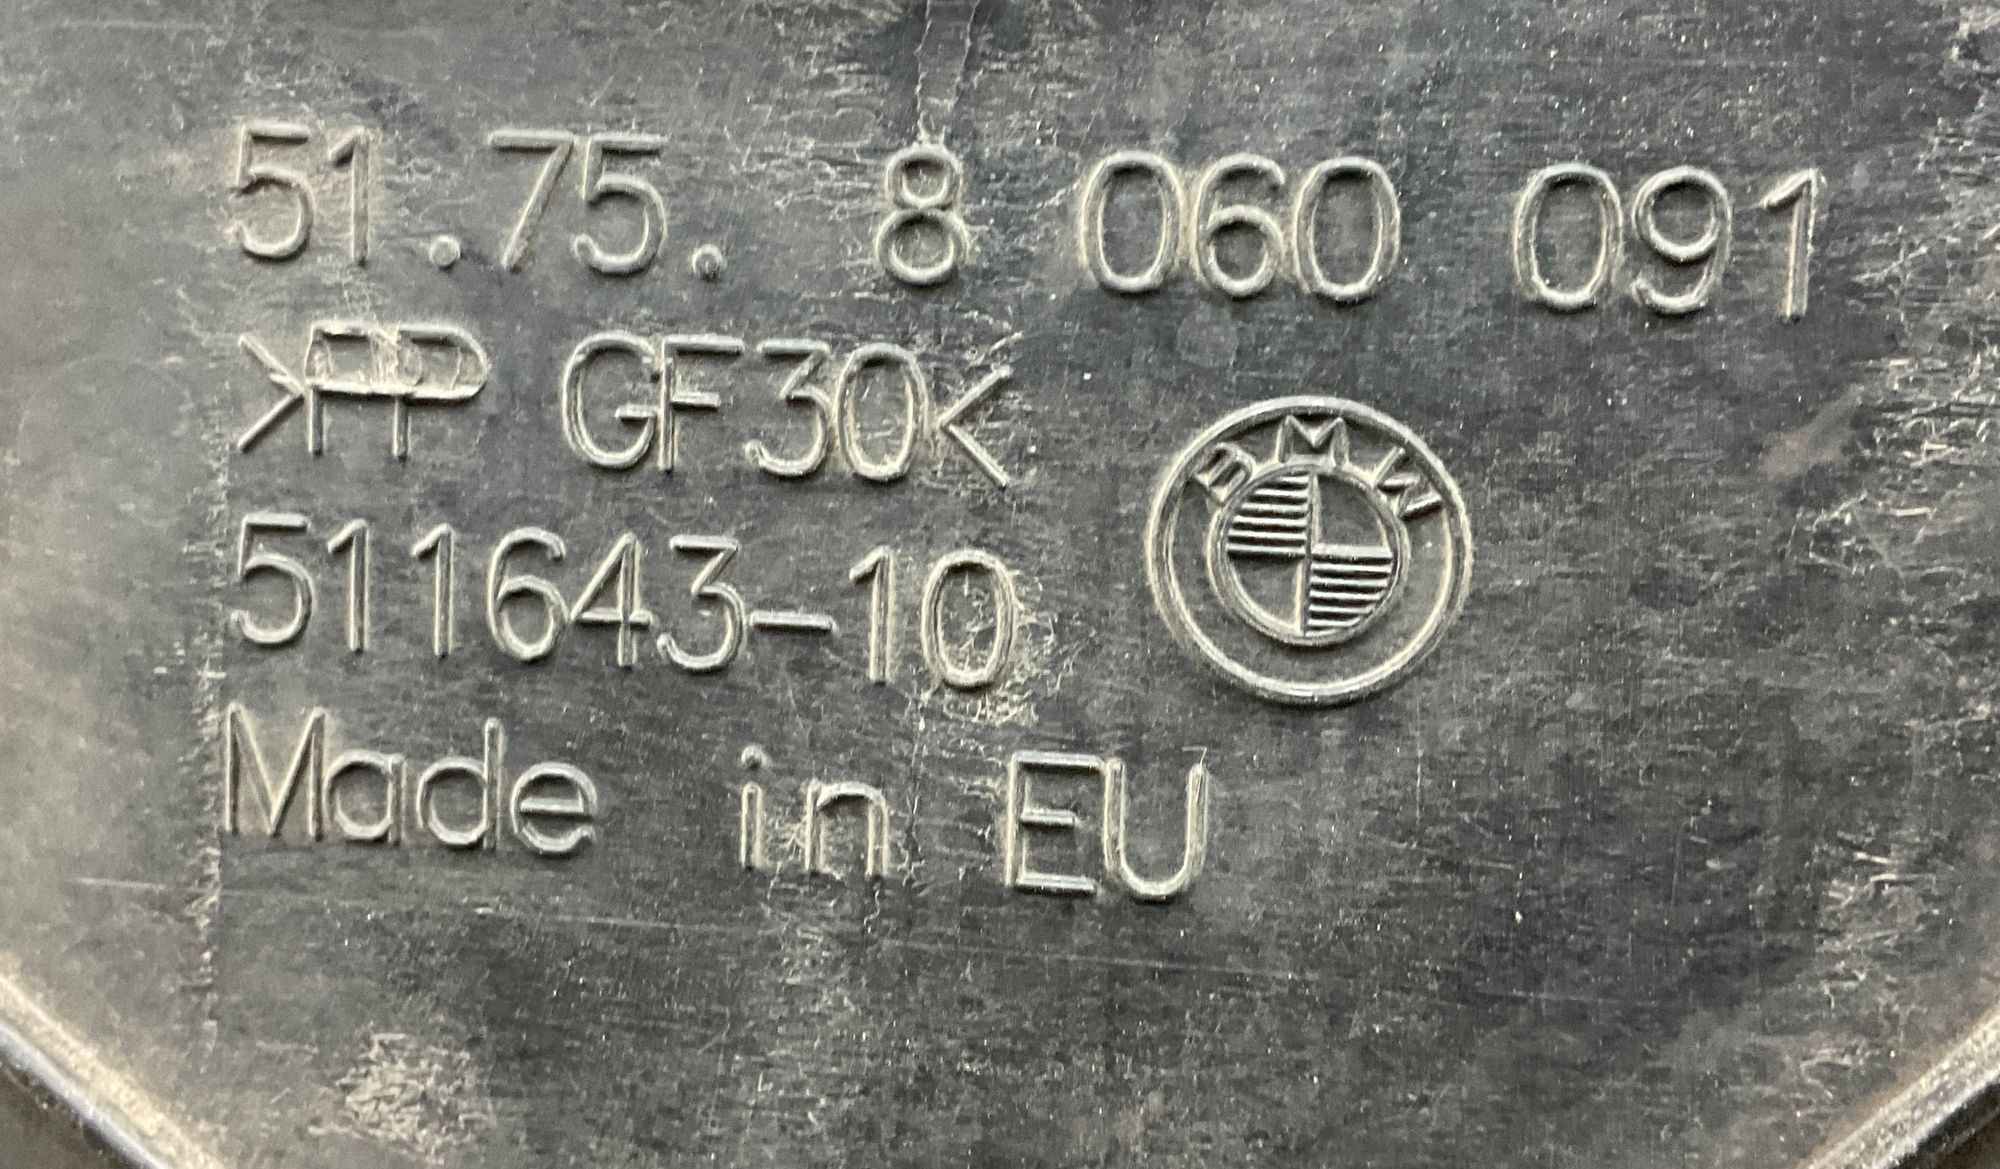 51.75. 8 060 091
>PP GF30<
511643-10
BMW
Made in EU